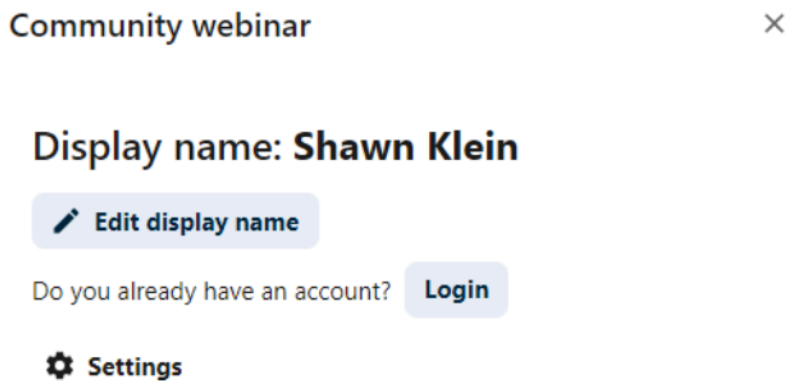 Community webinar
Display name: Shawn Klein
Edit display name
Do you already have an account? Login
Settings